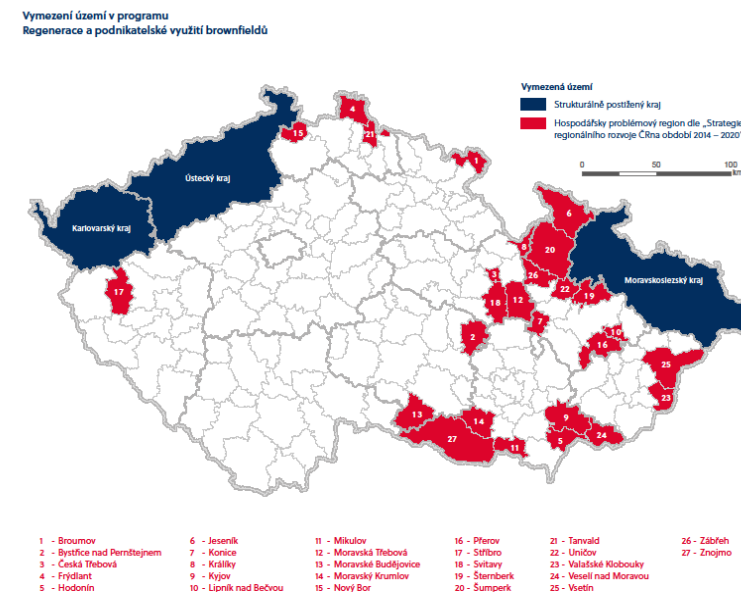 Vymezení území v programu
Regenerace a podnikatelské využití brownfieldů
Vymezená území
Strukturálně postižený kraj
Hospodářsky problémový region dle „Strategie
regionálního rozvoje ČRna období 2014 – 2020“
0 50 100
km
4
15
21
1
Ústecký kraj
Karlovarský kraj
6
8
20
Moravskoslezský kraj
3
26
22
19
17
18
12
7
2
10
16
25
23
13
14
9
27
11
5
24
1 - Broumov
2 - Bystřice nad Pernštejnem
3 - Česká Třebová
4 - Frýdlant
5 - Hodonín
6 - Jeseník
7 - Konice
8 - Králíky
9 - Kyjov
10 - Lipník nad Bečvou
11 - Mikulov
12 - Moravská Třebová
13 - Moravské Budějovice
14 - Moravský Krumlov
15 - Nový Bor
16 - Přerov
17 - Stříbro
18 - Svitavy
19 - Šternberk
20 - Šumperk
21 - Tanvald
22 - Uničov
23 - Valašské Klobouky
24 - Veselí nad Moravou
25 - Vsetín
26 - Zábřeh
27 - Znojmo